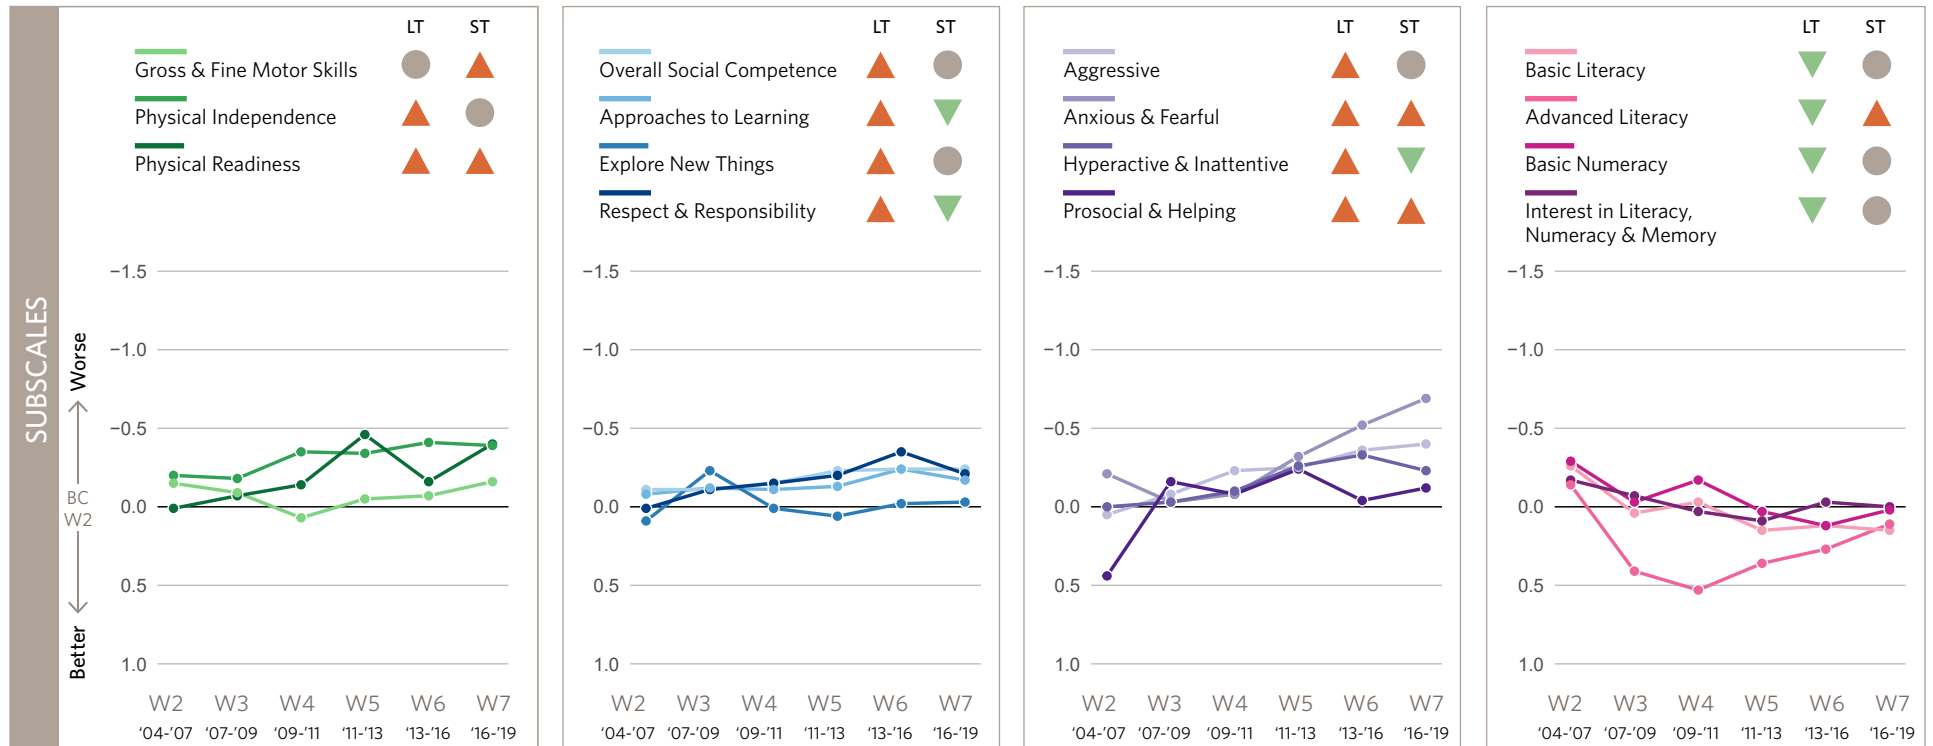 SUBSCALES
Worse
BC
W2
Better
LT ST
Gross & Fine Motor Skills
Physical Independence
Physical Readiness
−1.5
−1.0
−0.5
0.0
0.5
1.0
W2 W3 W4 W5 W6 W7
‘04-’07 ‘07-’09 ‘09-’11 ‘11-’13 ‘13-’16 ‘16-’19
LT ST
Overall Social Competence
Approaches to Learning
Explore New Things
Respect & Responsibility
−1.5
−1.0
−0.5
0.0
0.5
1.0
W2 W3 W4 W5 W6 W7
‘04-’07 ‘07-’09 ‘09-’11 ‘11-’13 ‘13-’16 ‘16-’19
LT ST
Aggressive
Anxious & Fearful
Hyperactive & Inattentive
Prosocial & Helping
−1.5
−1.0
−0.5
0.0
0.5
1.0
W2 W3 W4 W5 W6 W7
‘04-’07 ‘07-’09 ‘09-’11 ‘11-’13 ‘13-’16 ‘16-’19
LT ST
Basic Literacy
Advanced Literacy
Basic Numeracy
Interest in Literacy,
Numeracy & Memory
−1.5
−1.0
−0.5
0.0
0.5
1.0
W2 W3 W4 W5 W6 W7
‘04-’07 ‘07-’09 ‘09-’11 ‘11-’13 ‘13-’16 ‘16-’19